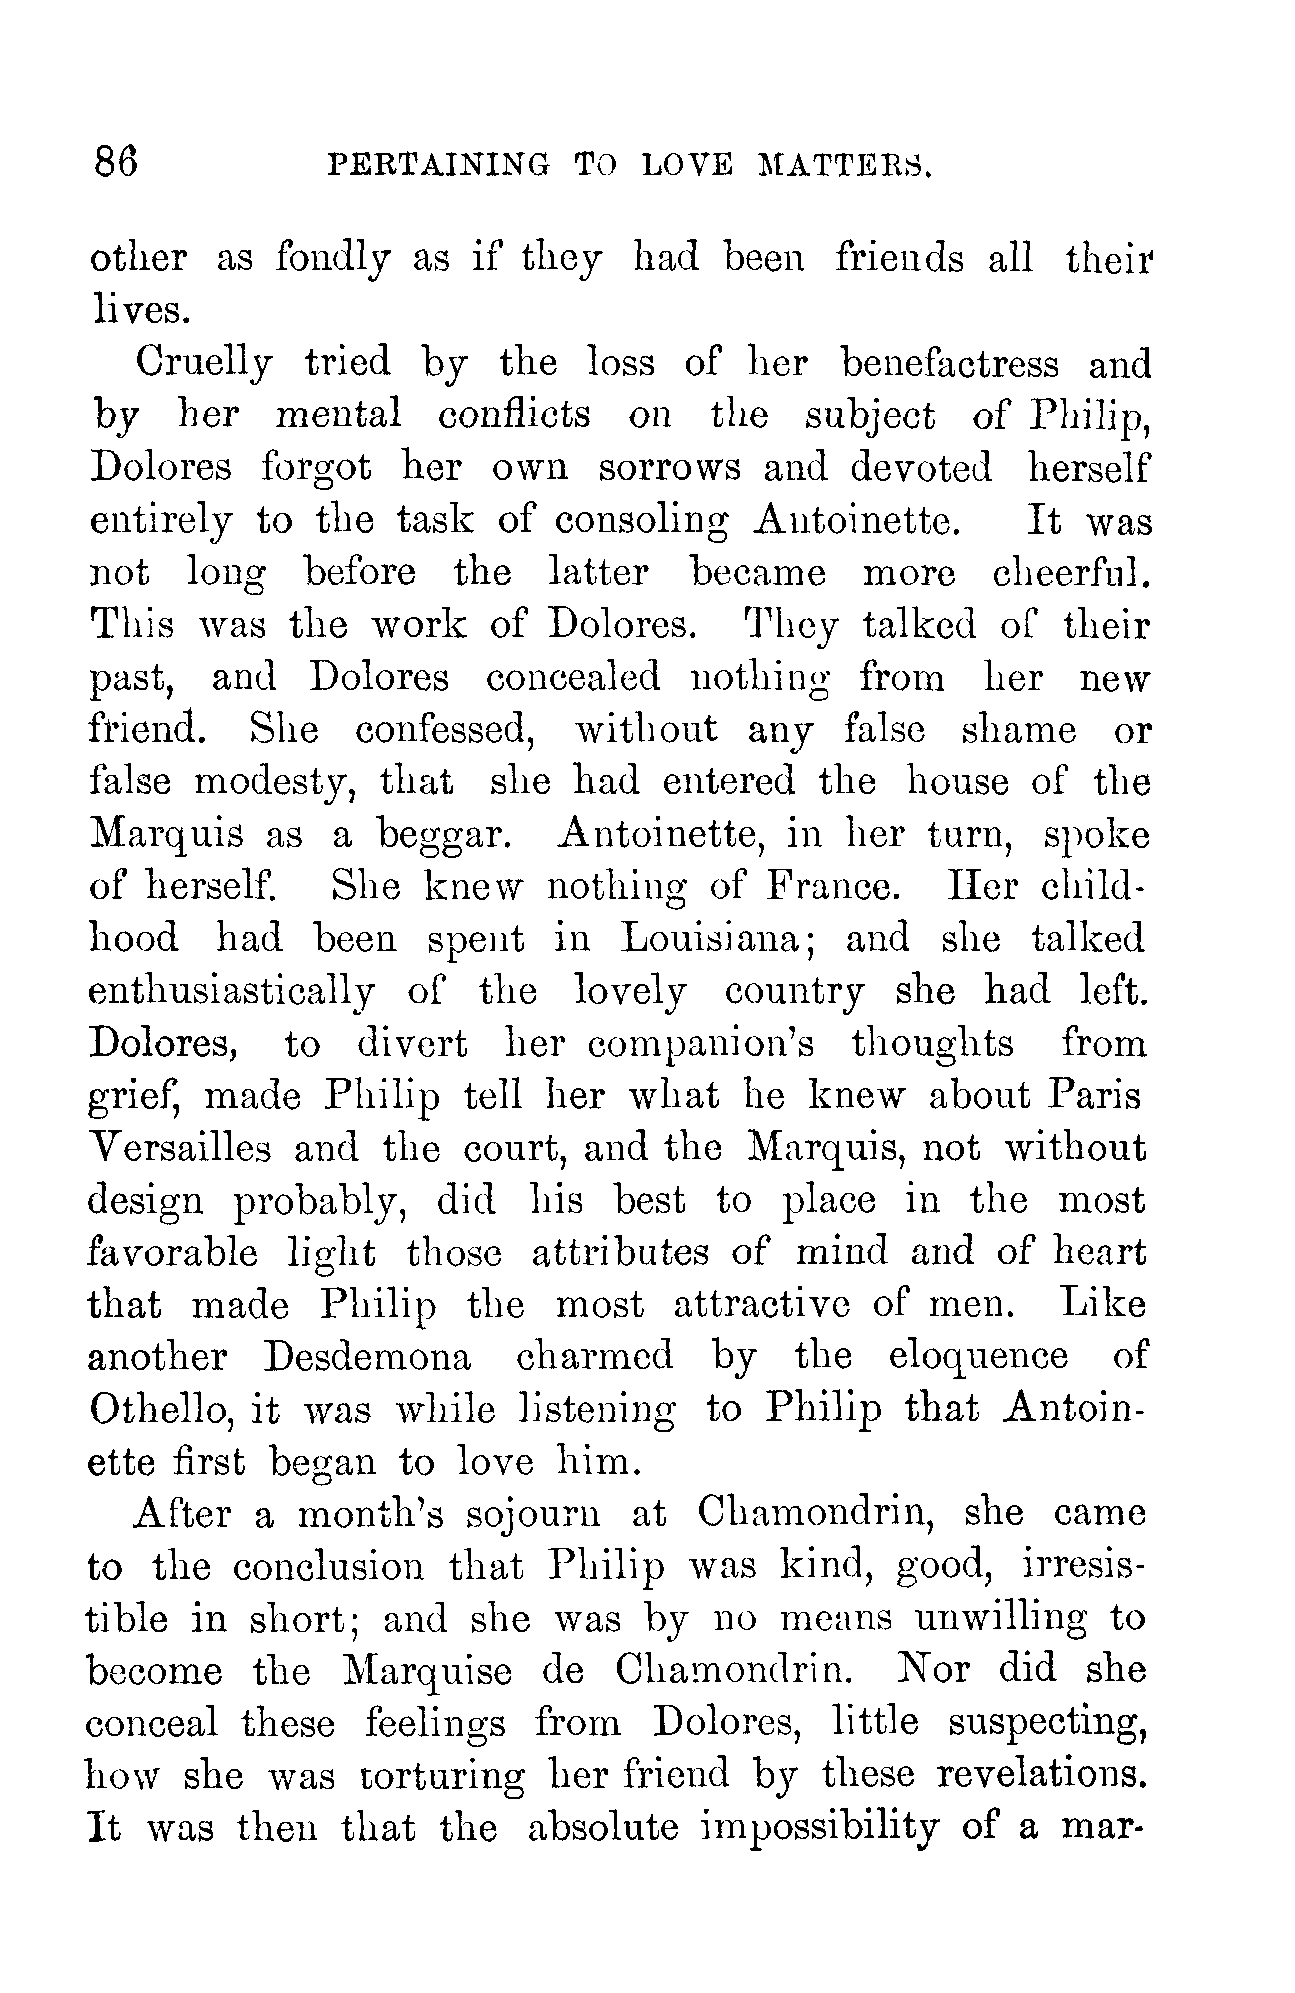 86 PERTAINING TO LOVE MATTERS.
other as fondly as if they had been friends all their
lives.
Cruelly tried by the loss of her benefactress and
by her mental conflicts on the subject of Philip,
Dolores forgot her own sorrows and devoted herself
entirely to the task of consoling Antoinette. It was
not long before the latter became more cheerful.
This was the work of Dolores. They talked of their
past, and Dolores concealed nothing from her new
friend. She confessed, without any false shame or
false modesty, that she had entered the house of the
Marquis as a beggar. Antoinette, in her turn, spoke
of herself. She knew nothing of France. Her child-
hood had been spent in Louisiana; and she talked
enthusiastically of the lovely country she had left.
Dolores, to divert her companion's thoughts from
grief, made Philip tell her what he knew about Paris
Versailles and the court, and the Marquis, not without
design probably, did his best to place in the most
favorable light those attributes of mind and of heart
that made Philip the most attractive of men. Like
another Desdemona charmed by the eloquence of
Othello, it was while listening to Philip that Antoin-
ette first began to love him.
After a month's sojourn at Chamondrin, she came
to the conclusion that Philip was kind, good, irresis-
tible in short; and she was by no means unwilling to
become the Marquise de Chamondrin. Nor did she
conceal these feelings from Dolores, little suspecting,
how she was torturing her friend by these revelations.
It was then that the absolute impossibility of a mar-